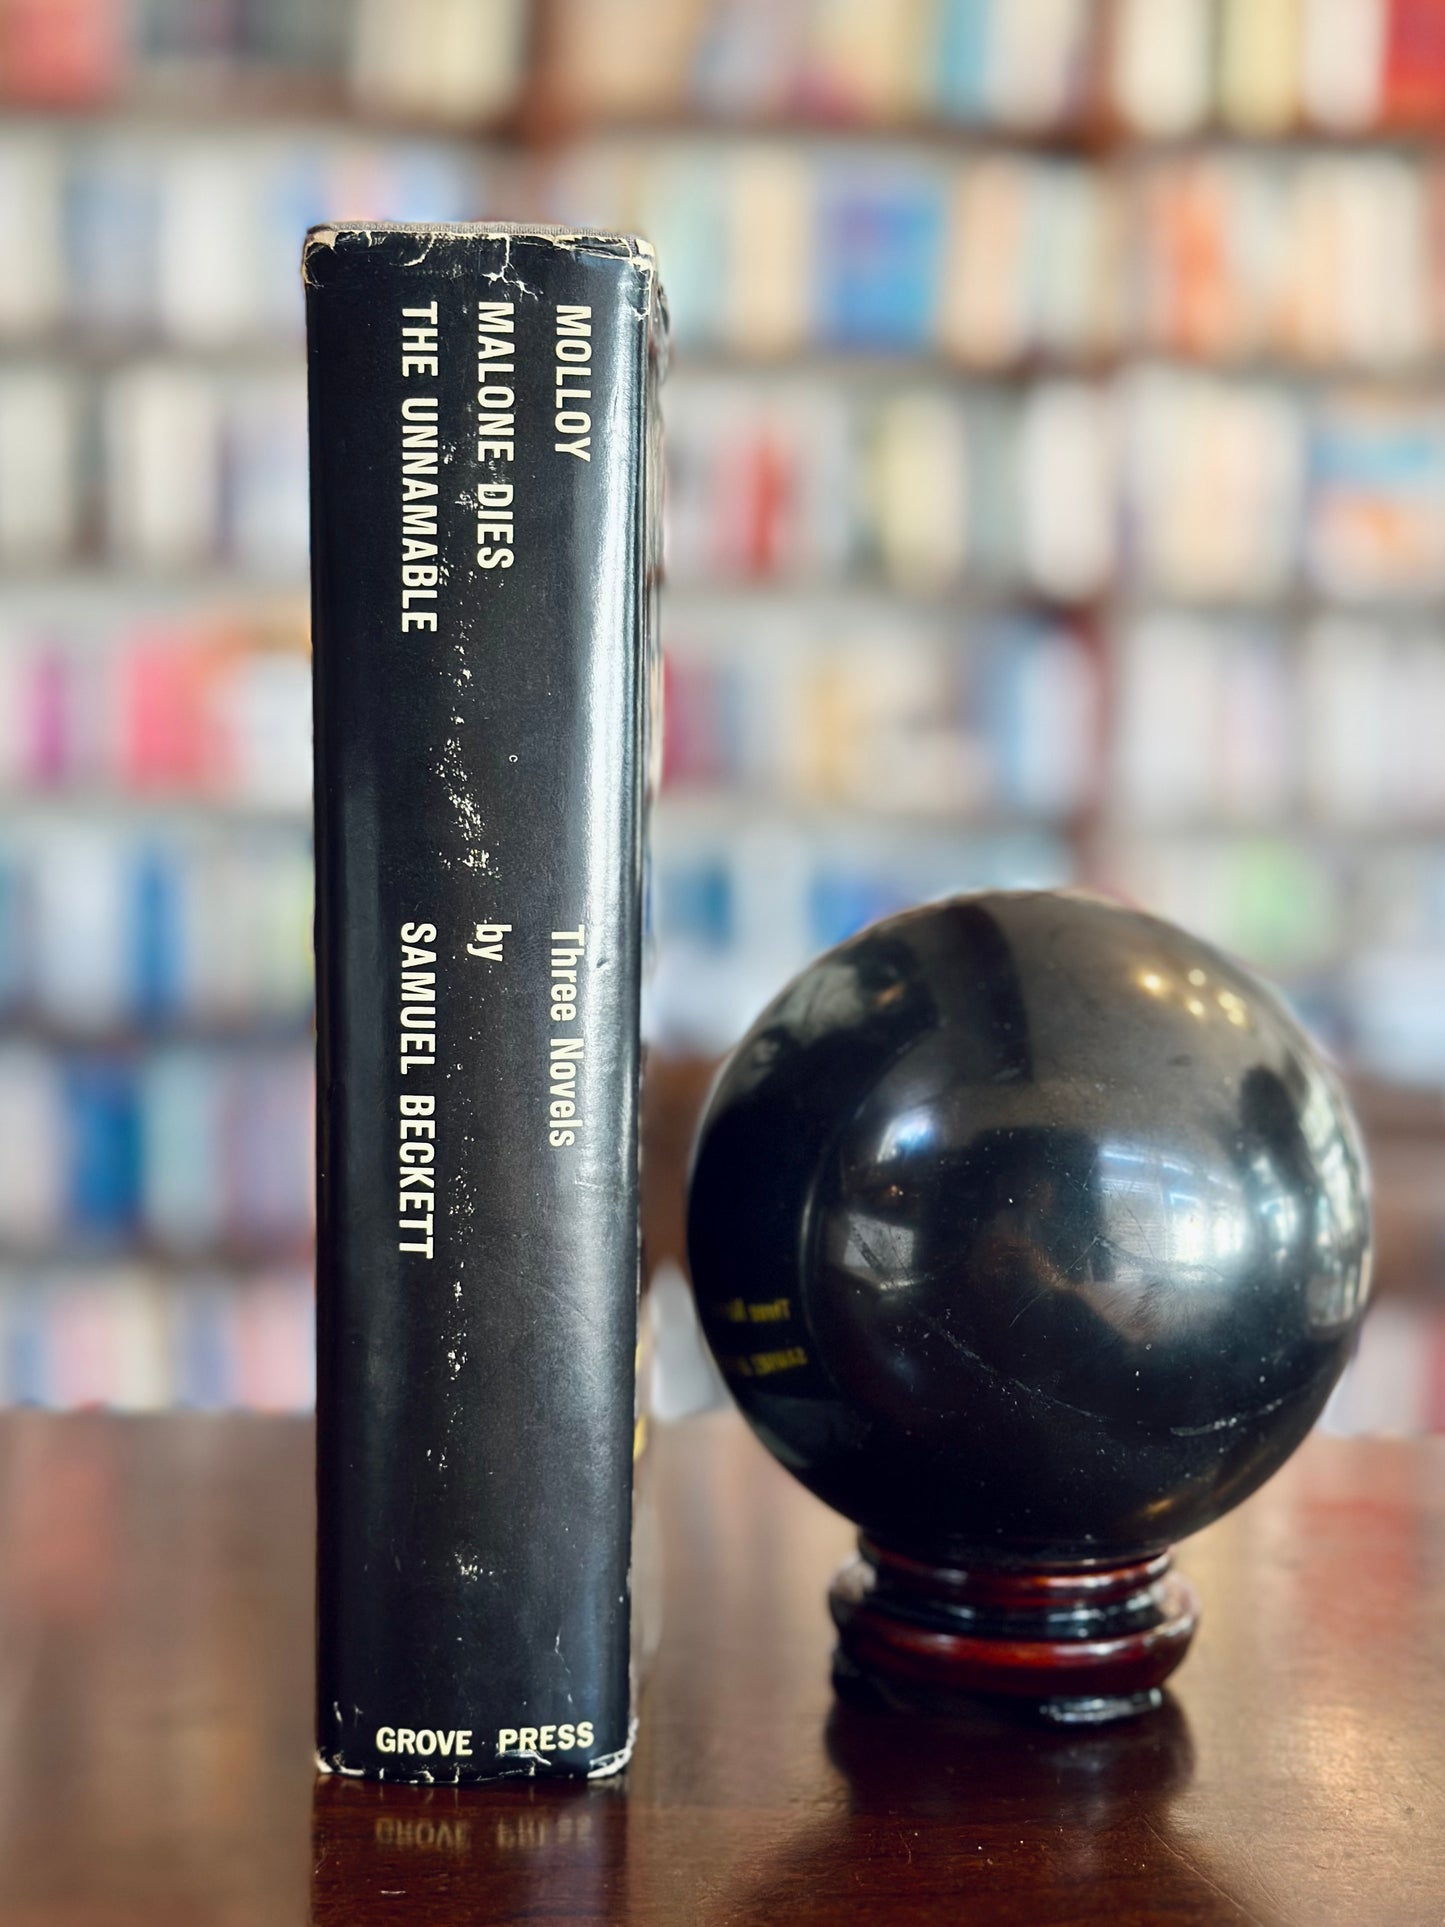 MOLLOY
MALONE DIES
THE UNNAMABLE
Three Novels
by
SAMUEL BECKETT
GROVE PRESS